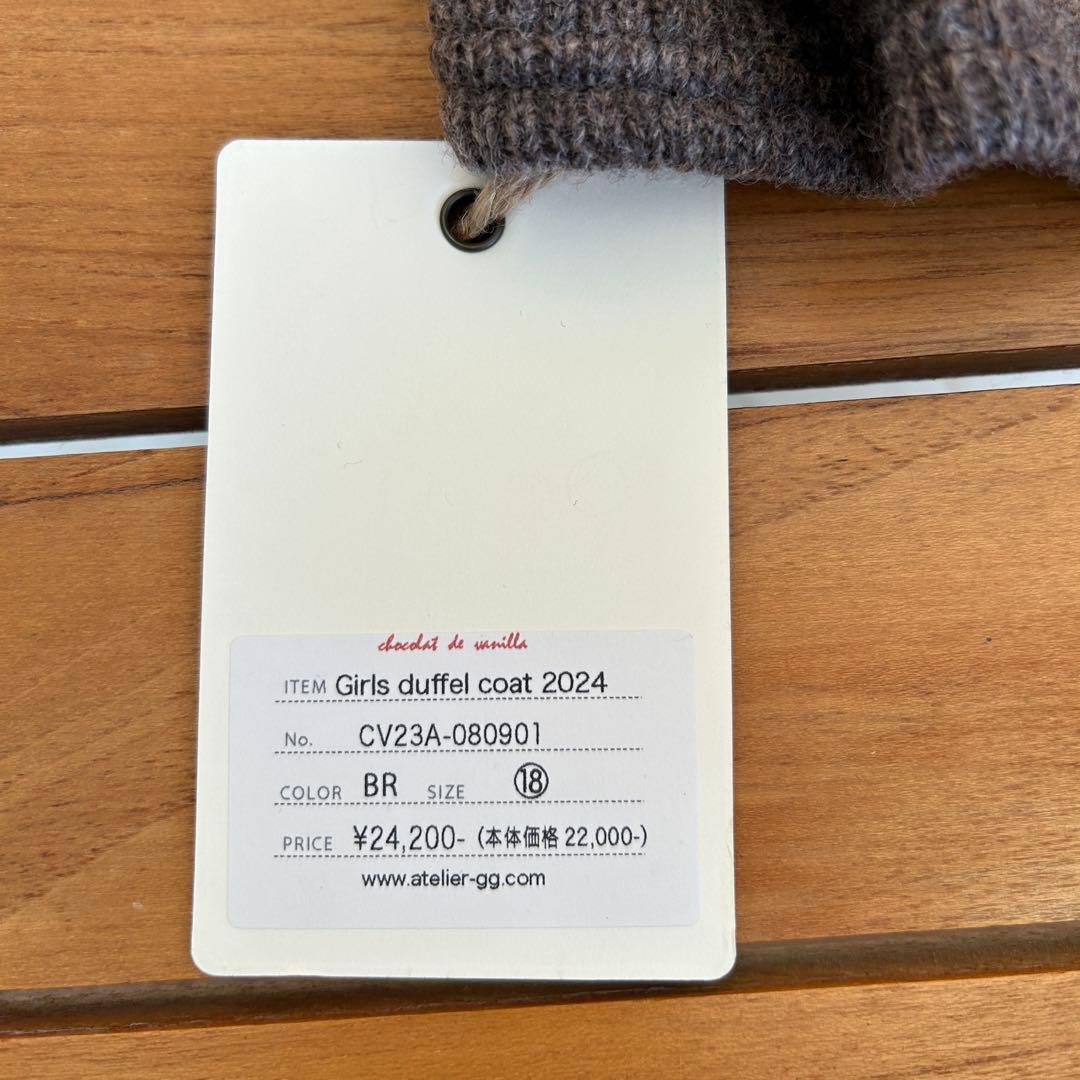 chocolat de vanilla
ITEM Girls duffel coat 2024
No. CV23A-080901
COLOR BR SIZE ⑱
PRICE ¥24,200- (本体価格 22,000-)
www.atelier-gg.com